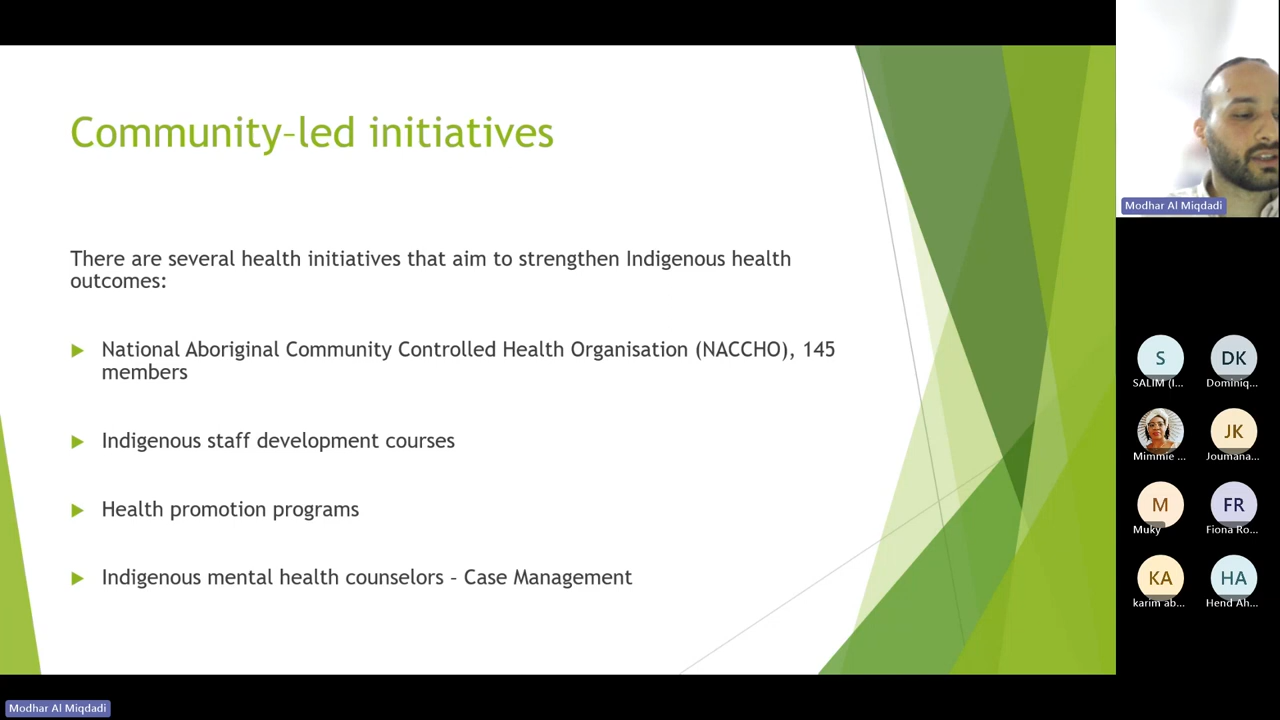 Community–led initiatives
There are several health initiatives that aim to strengthen Indigenous health
outcomes:
National Aboriginal Community Controlled Health Organisation (NACCHO), 145
members
Indigenous staff development courses
Health promotion programs
Indigenous mental health counselors – Case Management
Modhar Al Miqdadi
S
DK
SALIM (I...
Dominiq...
JK
Mimmie ...
Joumana...
M
FR
Muky
Fiona Ro...
KA
HA
karim ab...
Hend Ah...
Modhar Al Miqdadi